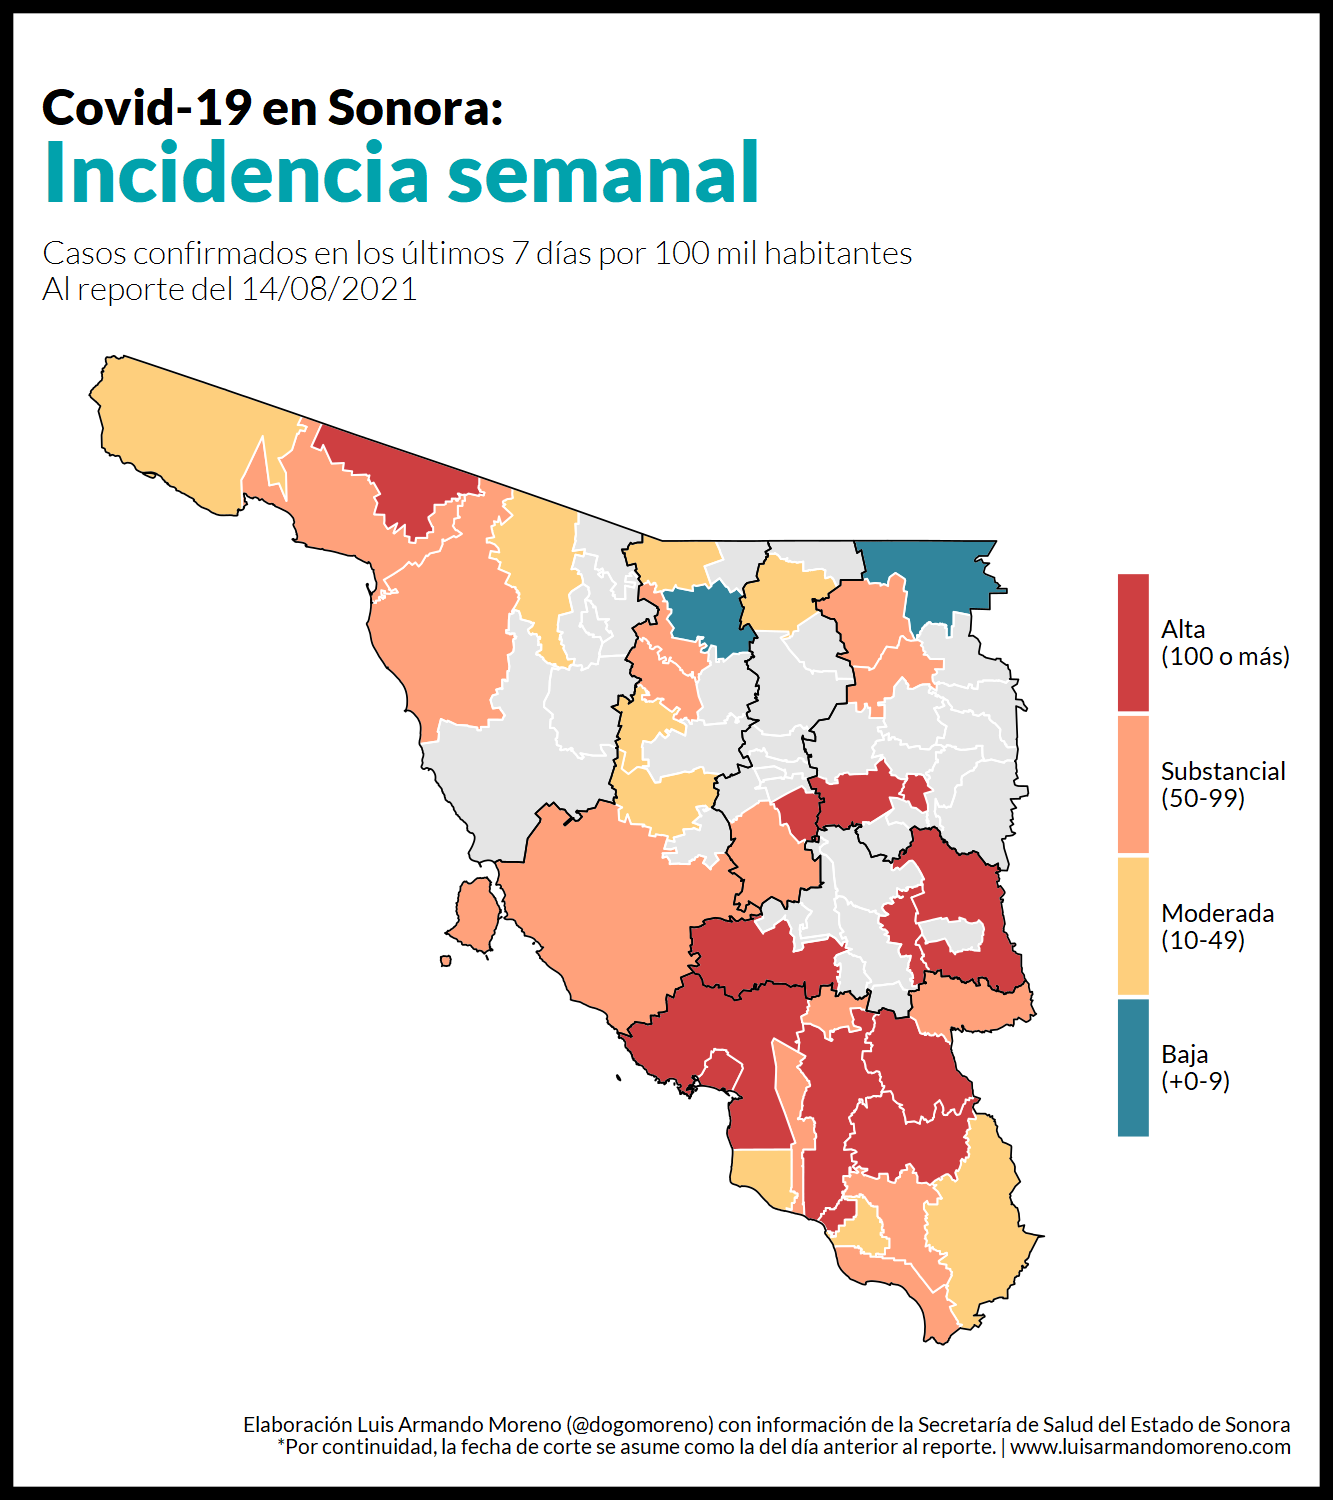 Covid-19 en Sonora:
Incidencia semanal
Casos confirmados en los últimos 7 días por 100 mil habitantes
Al reporte del 14/08/2021
Alta
(100 o más)
Substancial
(50-99)
Moderada
(10-49)
Baja
(+0-9)
Elaboración Luis Armando Moreno (@dogomoreno) con información de la Secretaría de Salud del Estado de Sonora
*Por continuidad, la fecha de corte se asume como la del día anterior al reporte. | www.luisarmandomoreno.com